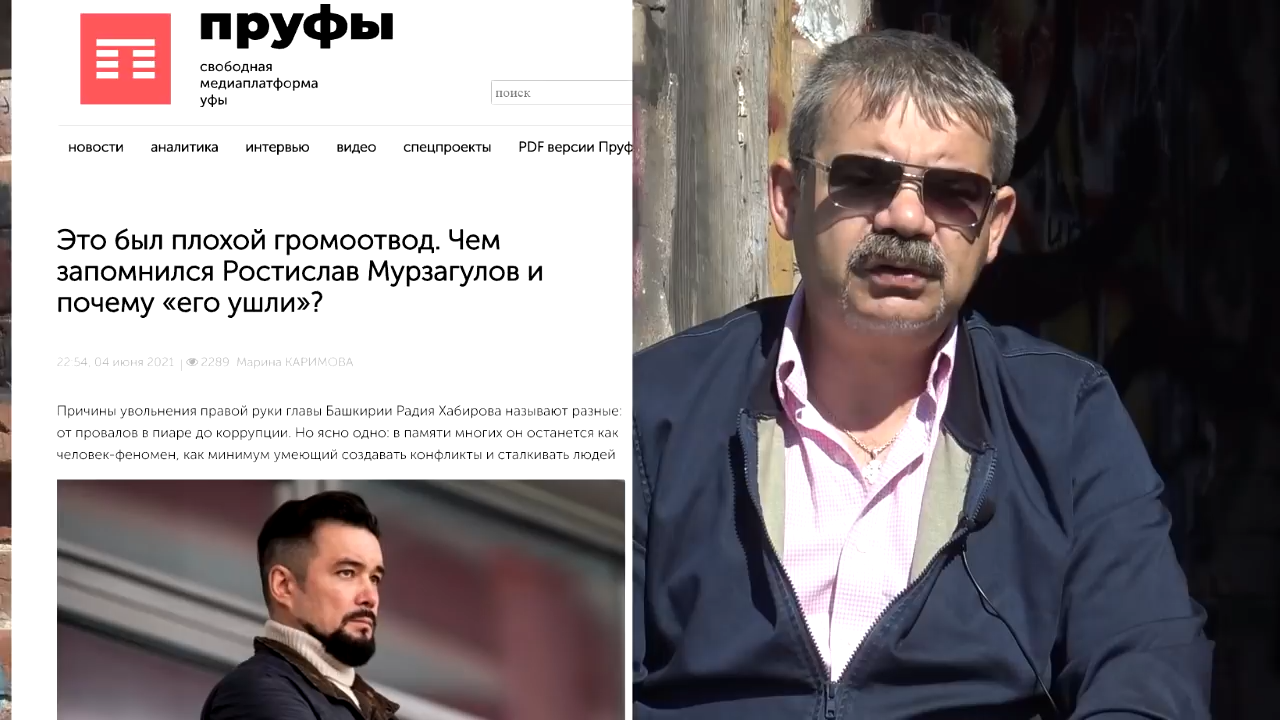 пруфы
свободная
медиаплатформа
уфы
поиск
новости аналитика интервью видео спецпроекты PDF версии Пруф
Это был плохой громоотвод. Чем
запомнился Ростислав Мурзагулов и
почему «его ушли»?
22:54, 04 июня 2021 | 2289 Марина КАРИМОВА
Причины увольнения правой руки главы Башкирии Радия Хабирова называют разные:
от провалов в пиаре до коррупции. Но ясно одно: в памяти многих он останется как
человек-феномен, как минимум умеющий создавать конфликты и сталкивать людей